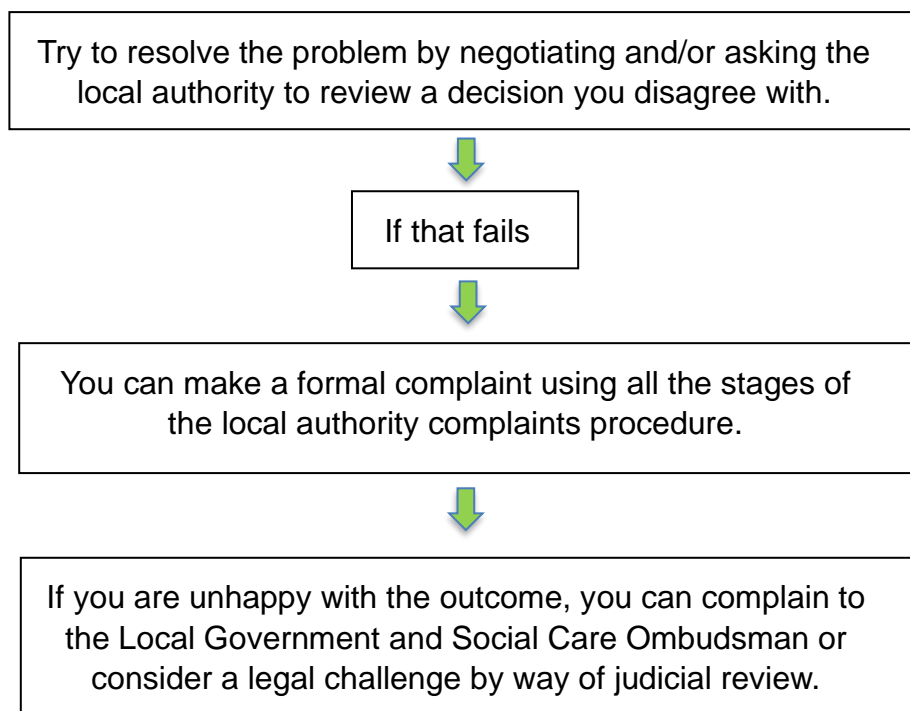 Try to resolve the problem by negotiating and/or asking the
local authority to review a decision you disagree with.
If that fails
You can make a formal complaint using all the stages of
the local authority complaints procedure.
If you are unhappy with the outcome, you can complain to
the Local Government and Social Care Ombudsman or
consider a legal challenge by way of judicial review.